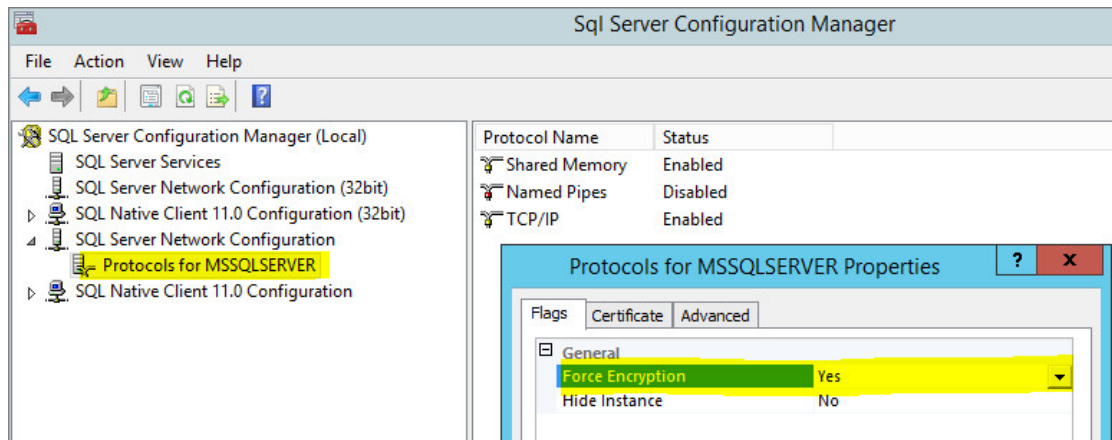 Sql Server Configuration Manager
File Action View Help
SQL Server Configuration Manager (Local)
SQL Server Services
SQL Server Network Configuration (32bit)
SQL Native Client 11.0 Configuration (32bit)
SQL Server Network Configuration
Protocols for MSSQLSERVER
SQL Native Client 11.0 Configuration
Protocol Name Status
Shared Memory Enabled
Named Pipes Disabled
TCP/IP Enabled
Protocols for MSSQLSERVER Properties ? x
Flags Certificate Advanced
General
Force Encryption Yes
Hide Instance No